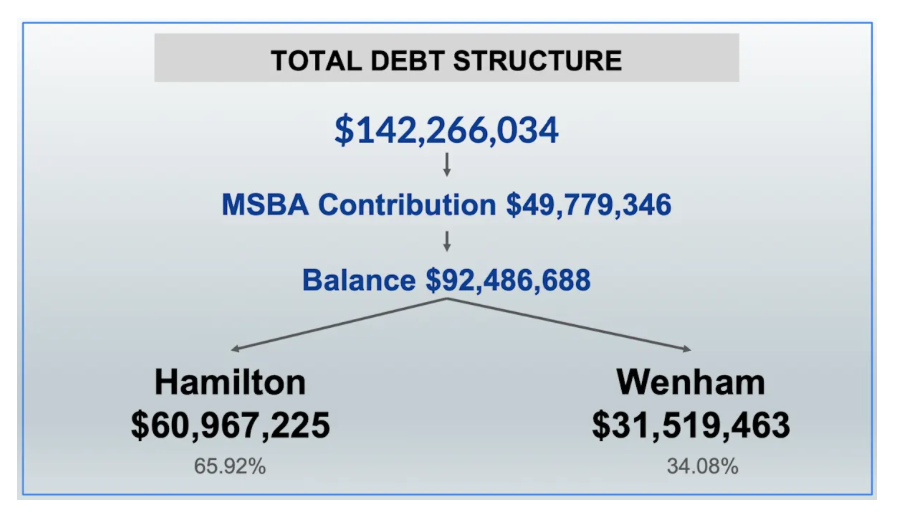 TOTAL DEBT STRUCTURE
$142,266,034
MSBA Contribution $49,779,346
Balance $92,486,688
Hamilton
$60,967,225
65.92%
Wenham
$31,519,463
34.08%